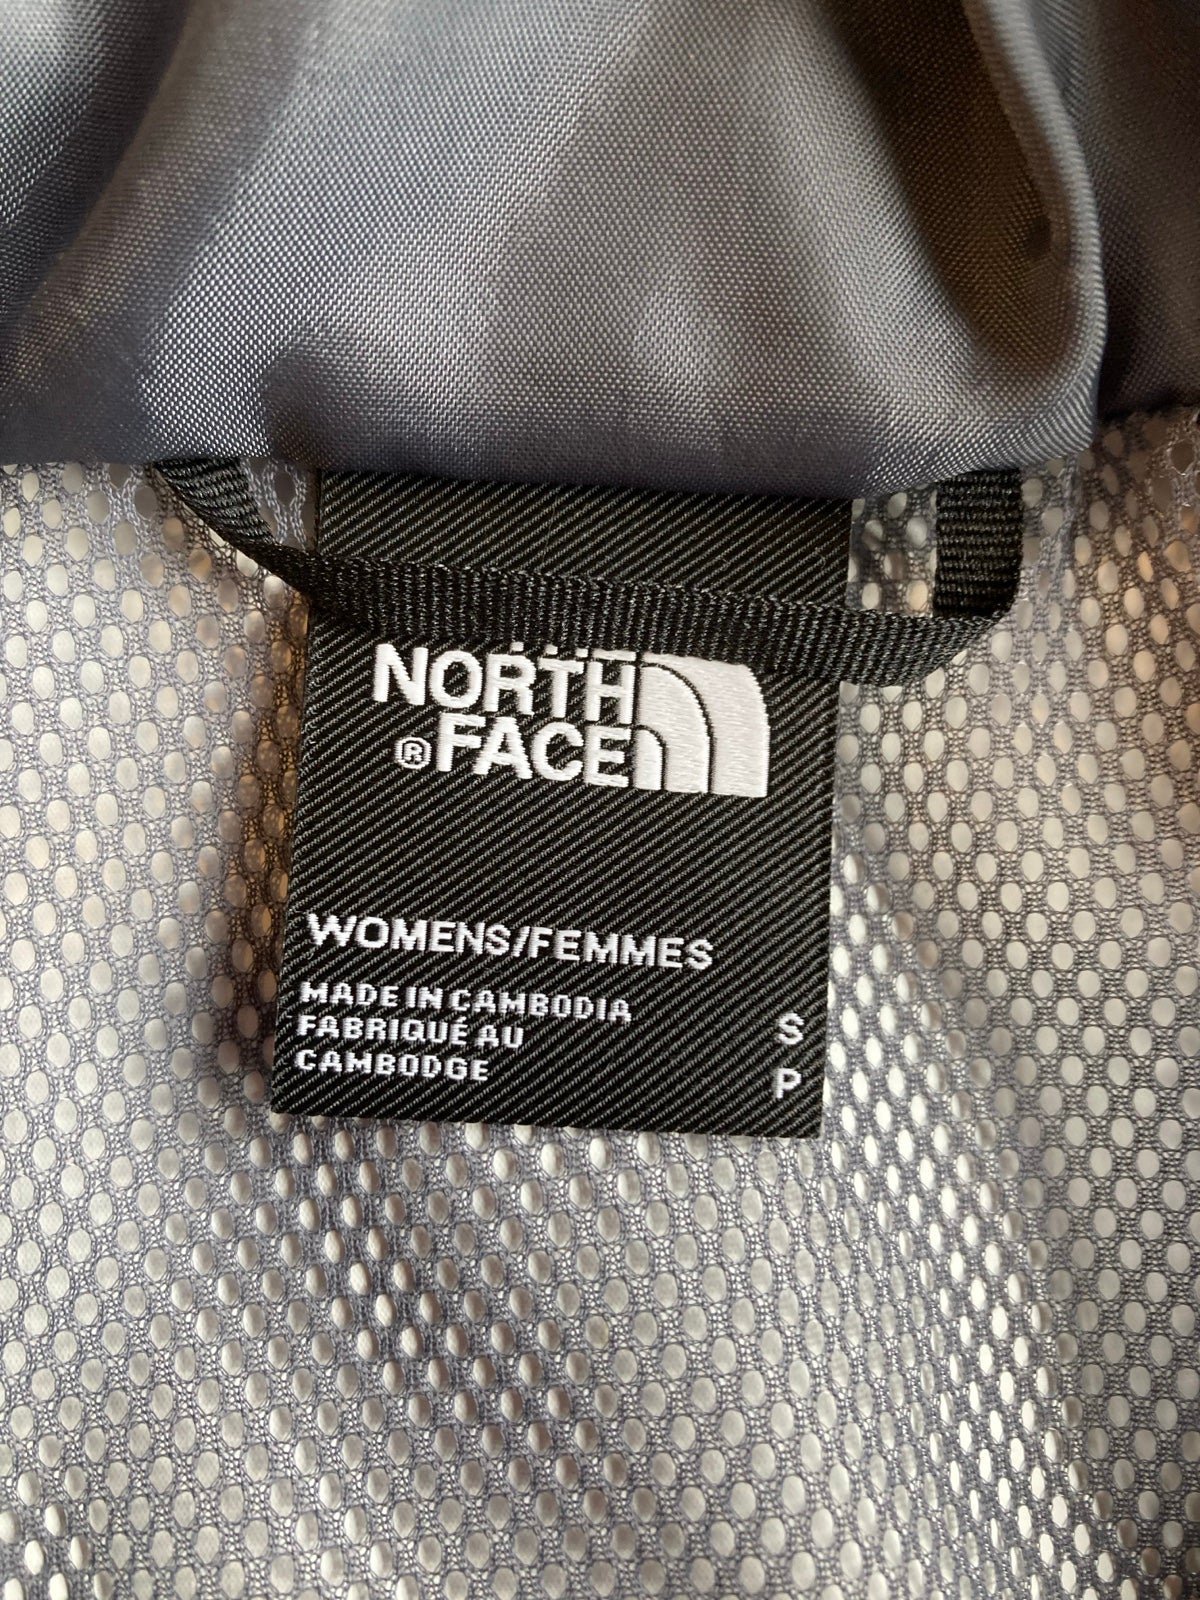 NORTH
® FACE
WOMENS/FEMMES
MADE IN CAMBODIA
FABRIQUÉ AU
CAMBODGE
S
P